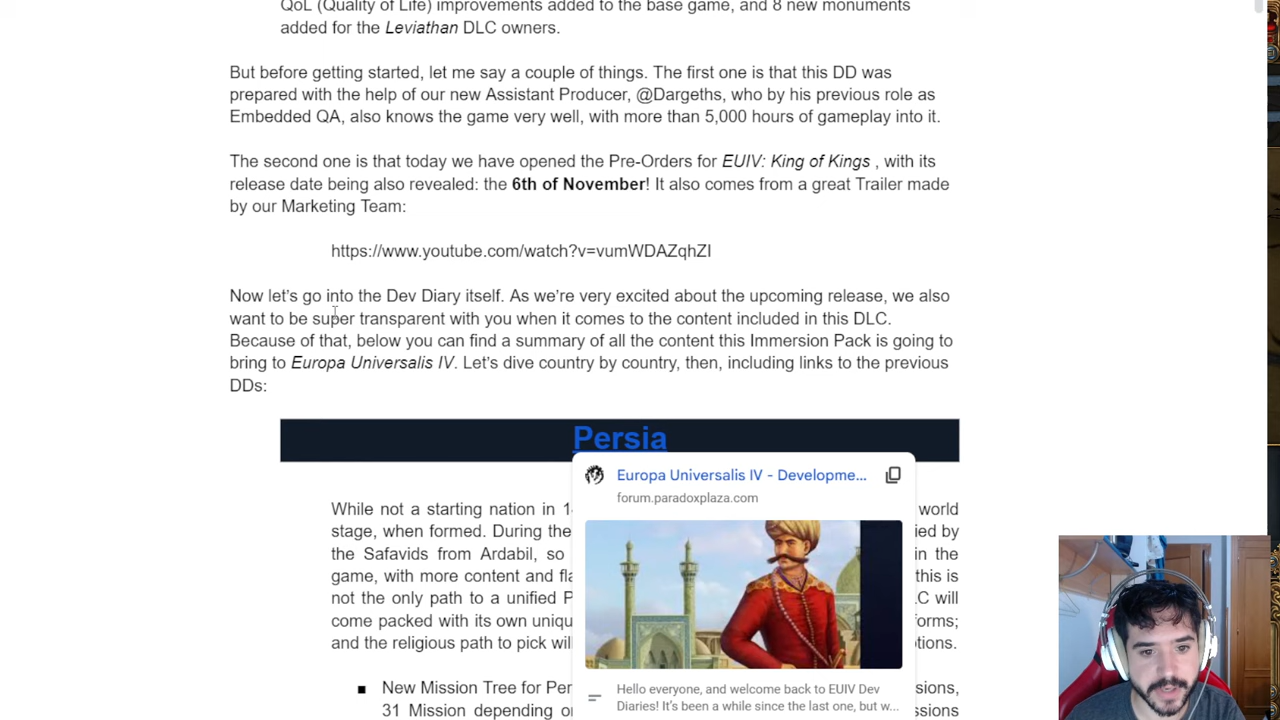 QoL (Quality of Life) improvements added to the base game, and 8 new monuments
added for the Leviathan DLC owners.
But before getting started, let me say a couple of things. The first one is that this DD was
prepared with the help of our new Assistant Producer, @Dargeths, who by his previous role as
Embedded QA, also knows the game very well, with more than 5,000 hours of gameplay into it.
The second one is that today we have opened the Pre-Orders for EUIV: King of Kings , with its
release date being also revealed: the 6th of November! It also comes from a great Trailer made
by our Marketing Team:
https://www.youtube.com/watch?v=vumWDAZqhZI
Now let's go into the Dev Diary itself. As we're very excited about the upcoming release, we also
want to be super transparent with you when it comes to the content included in this DLC.
Because of that, below you can find a summary of all the content this Immersion Pack is going to
bring to Europa Universalis IV. Let's dive country by country, then, including links to the previous
DDs:
Persia
Europa Universalis IV - Developme...
forum.paradoxplaza.com
Hello everyone, and welcome back to EUIV Dev
Diaries! It's been a while since the last one, but w...
While not a starting nation in 1 world
stage, when formed. During the ied by
the Safavids from Ardabil, so in the
game, with more content and fla this is
not the only path to a unified P C will
come packed with its own uniqu orms;
and the religious path to pick wil tions.
■ New Mission Tree for Per sions,
31 Mission depending o ssions